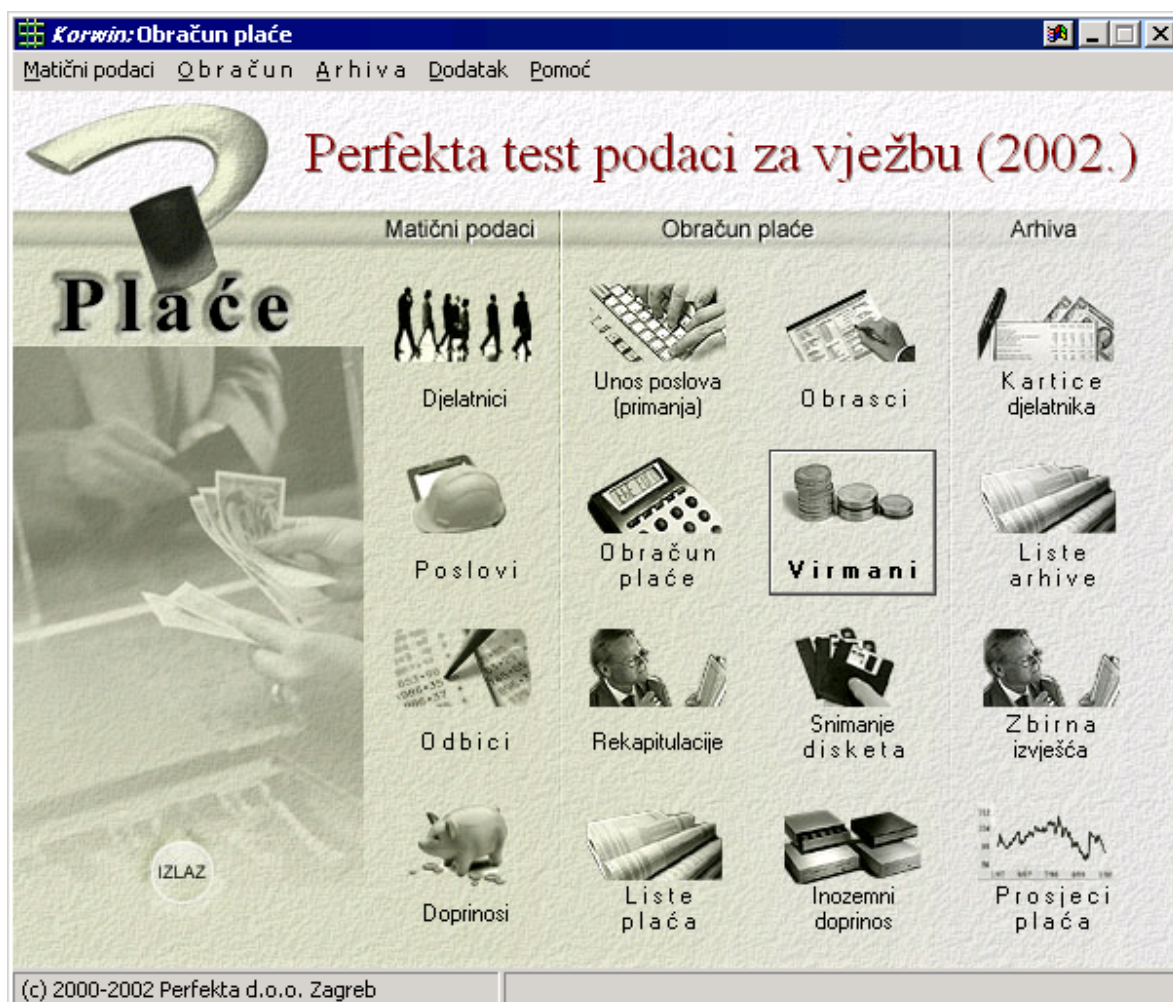 Korwin: Obračun plaće
Matični podaci Obračun Arhiva Dodatak Pomoć
Perfekta test podaci za vježbu (2002.)
Plaće
Matični podaci Obračun plaće Arhiva
Djelatnici
Unos poslova
(primanja)
Obrasci
Kartice
djelatnika
Poslovi
Obračun
plaće
Virmani
Liste
arhive
Odbici
Rekapitulacije
Snimanje
disketa
Zbirna
izvješća
IZLAZ
Doprinosi
Liste
plaća
Inozemni
doprinos
Prosjeci
plaća
(c) 2000-2002 Perfekta d.o.o. Zagreb